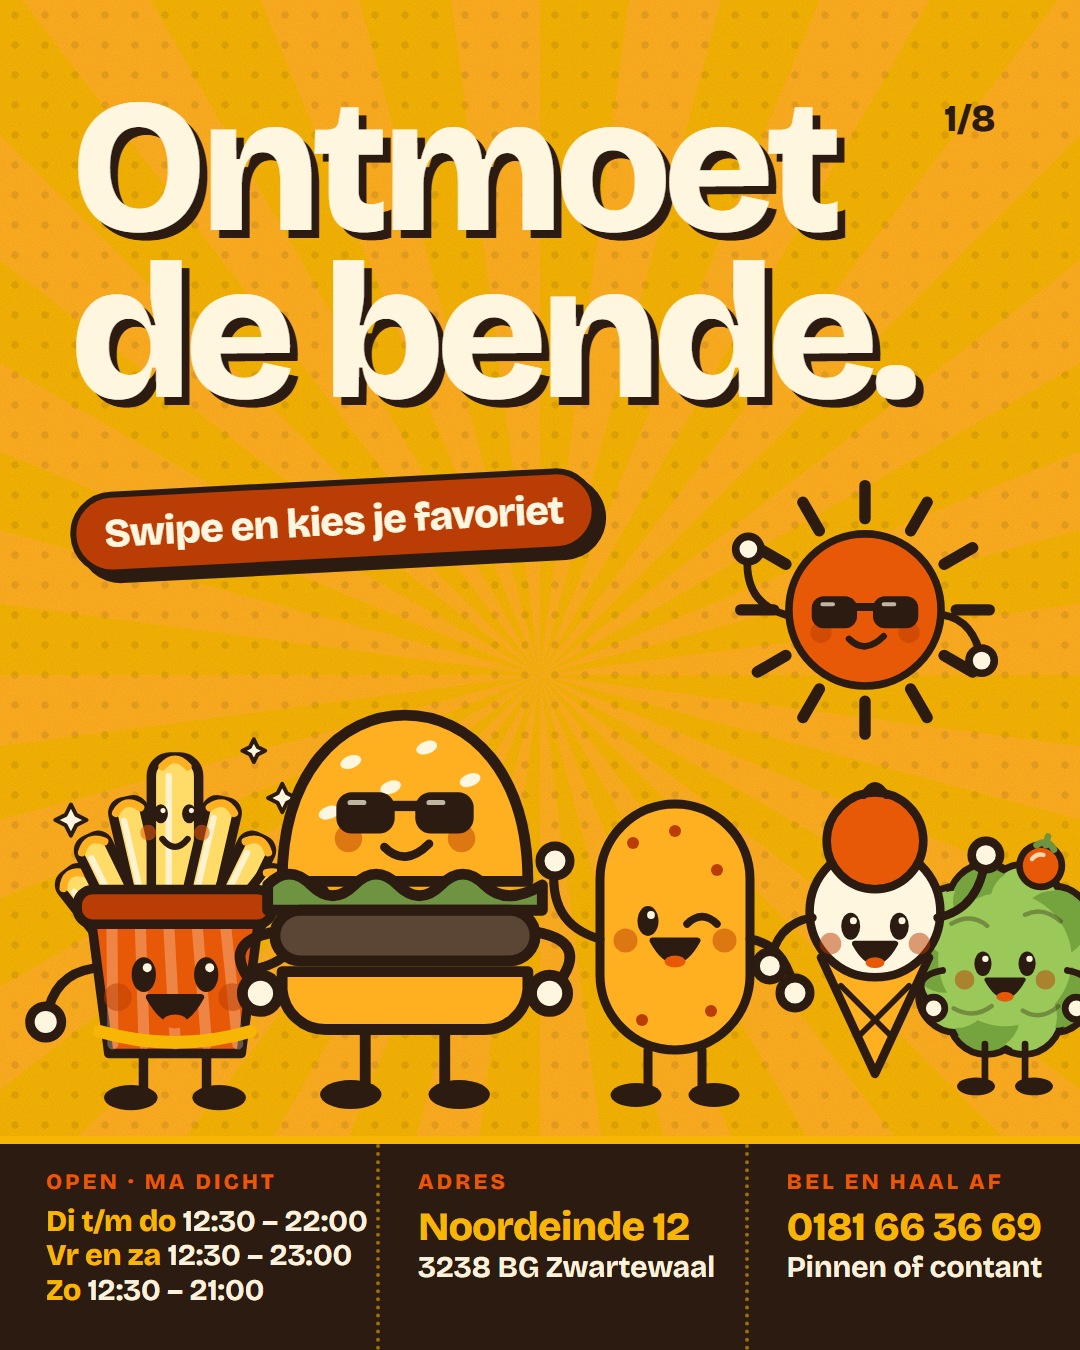 Ontmoet
1/8
de bende.
Swipe en kies je favoriet
OPEN · MA DICHT
Di t/m do 12:30 – 22:00
Vr en za 12:30 – 23:00
Zo 12:30 – 21:00
ADRES
Noordeinde 12
3238 BG Zwartewaal
BEL EN HAAL AF
0181 66 36 69
Pinnen of contant